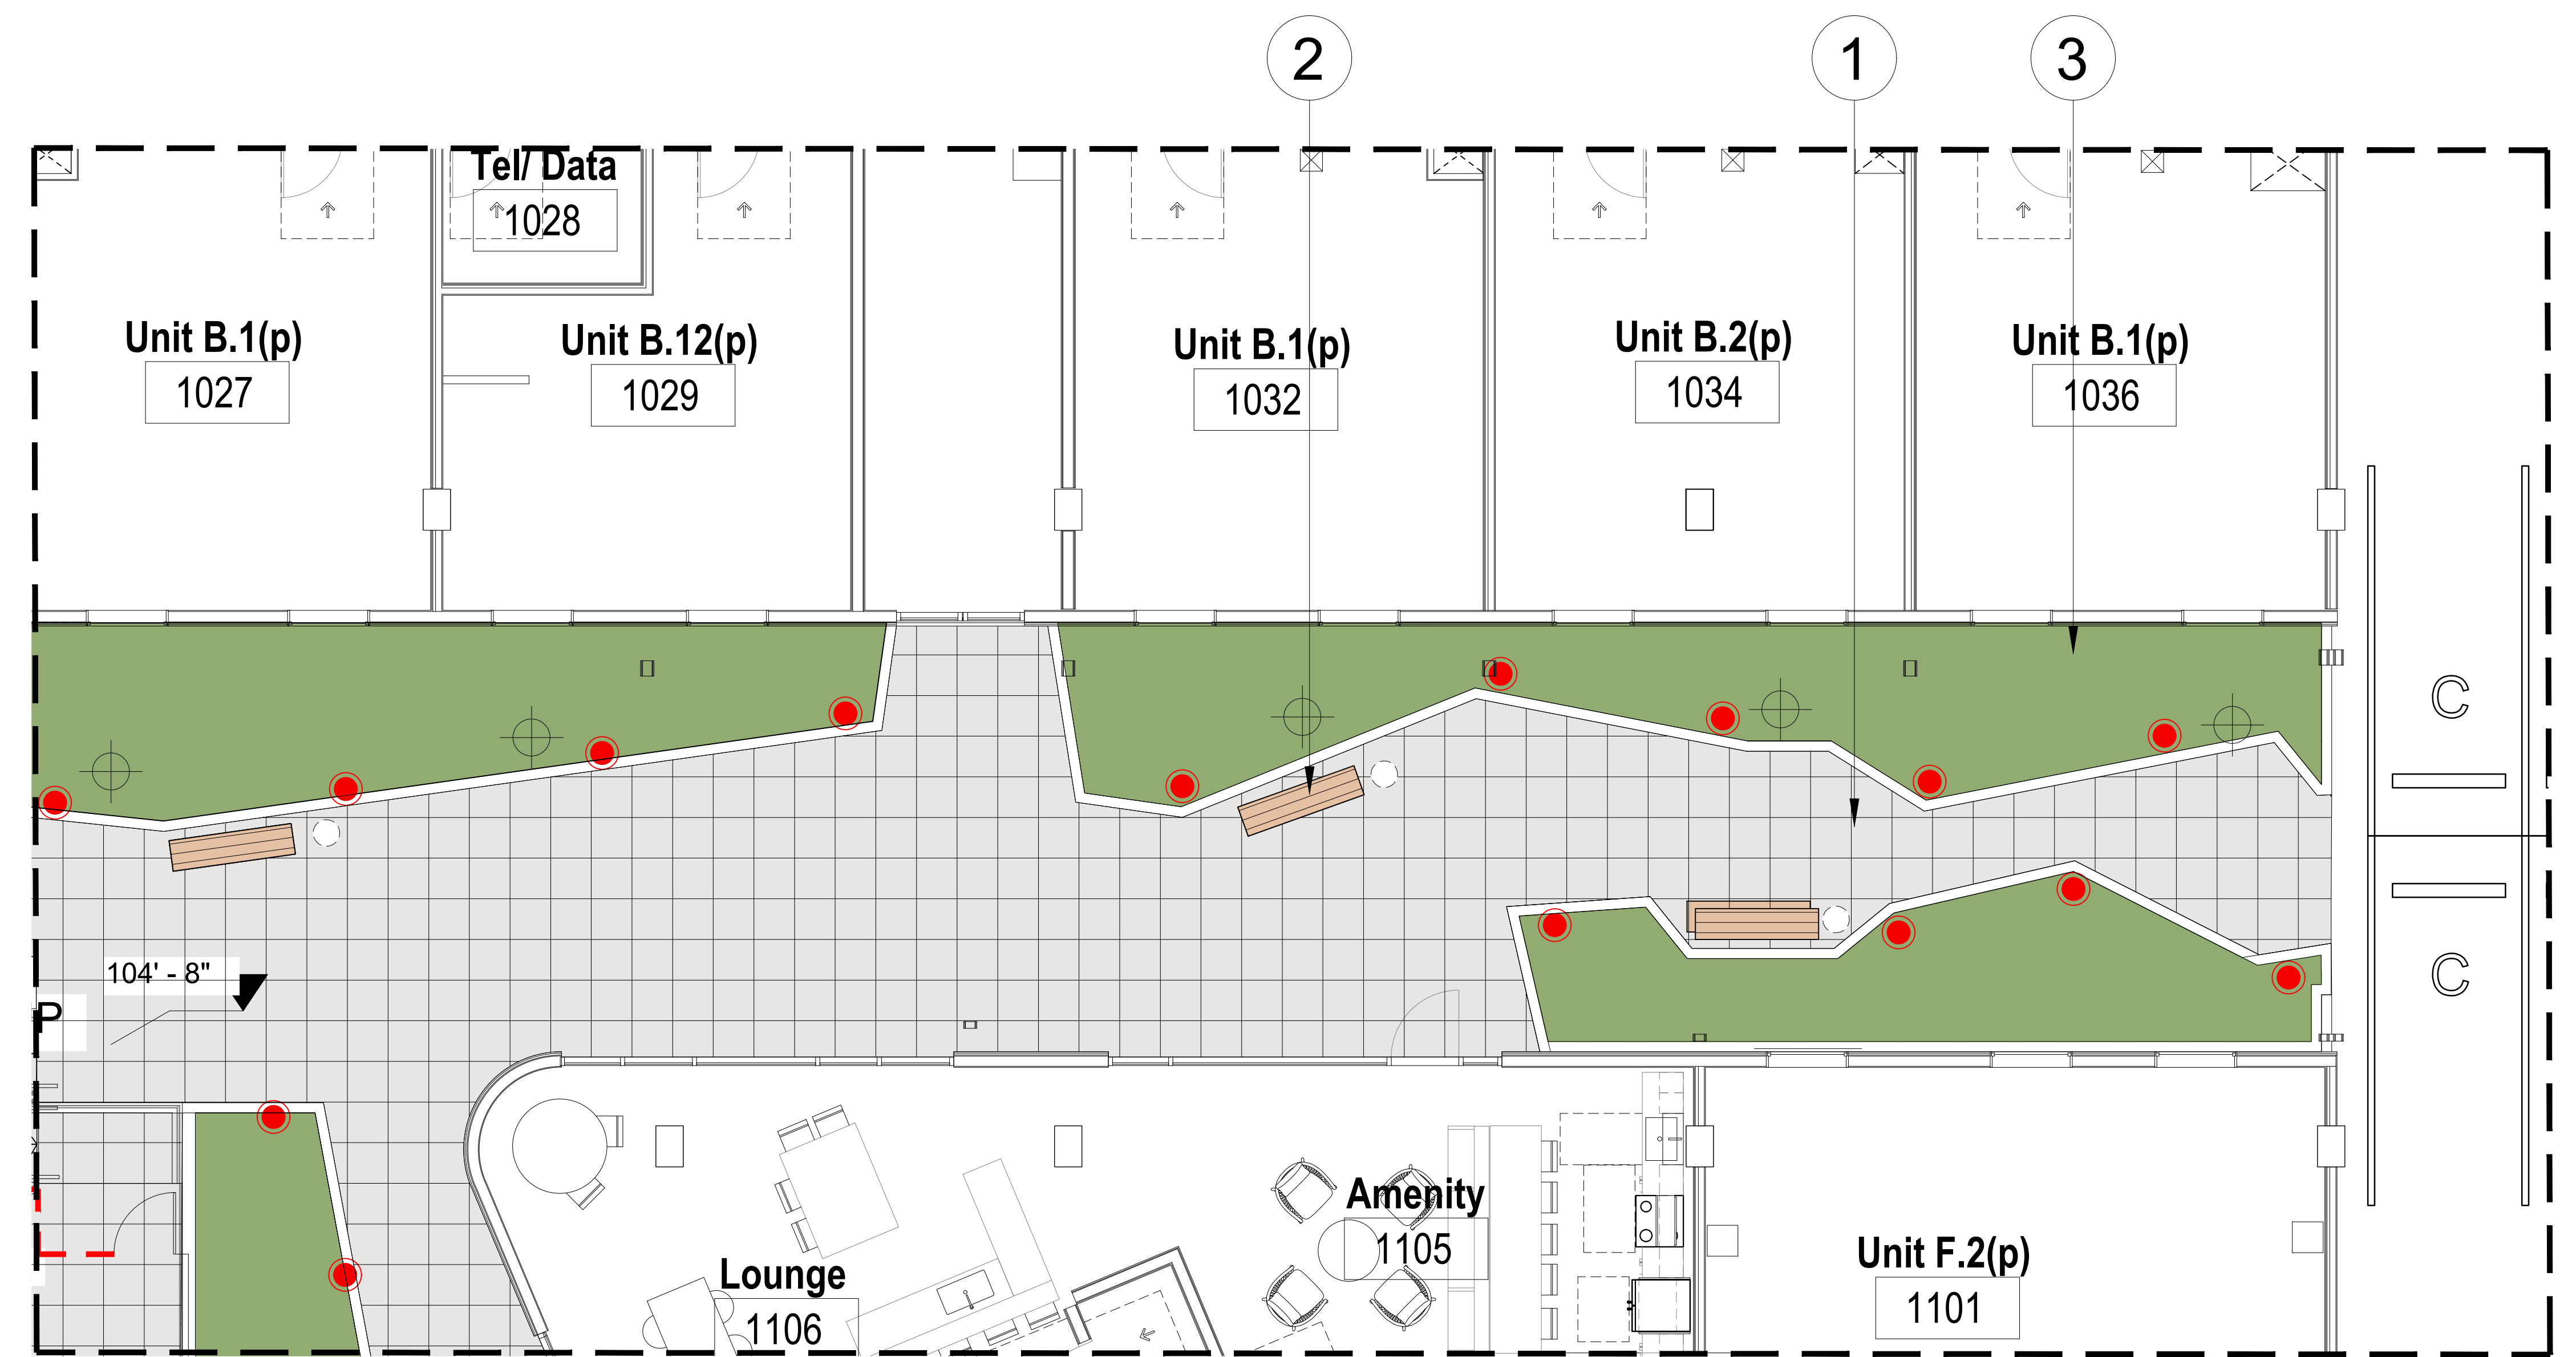 2
1
3
Tel/ Data
1028
Unit B.1(p)
1027
Unit B.12(p)
1029
Unit B.1(p)
1032
Unit B.2(p)
1034
Unit B.1(p)
1036
C
C
104' - 8"
P
Amenity
1105
Lounge
1106
Unit F.2(p)
1101